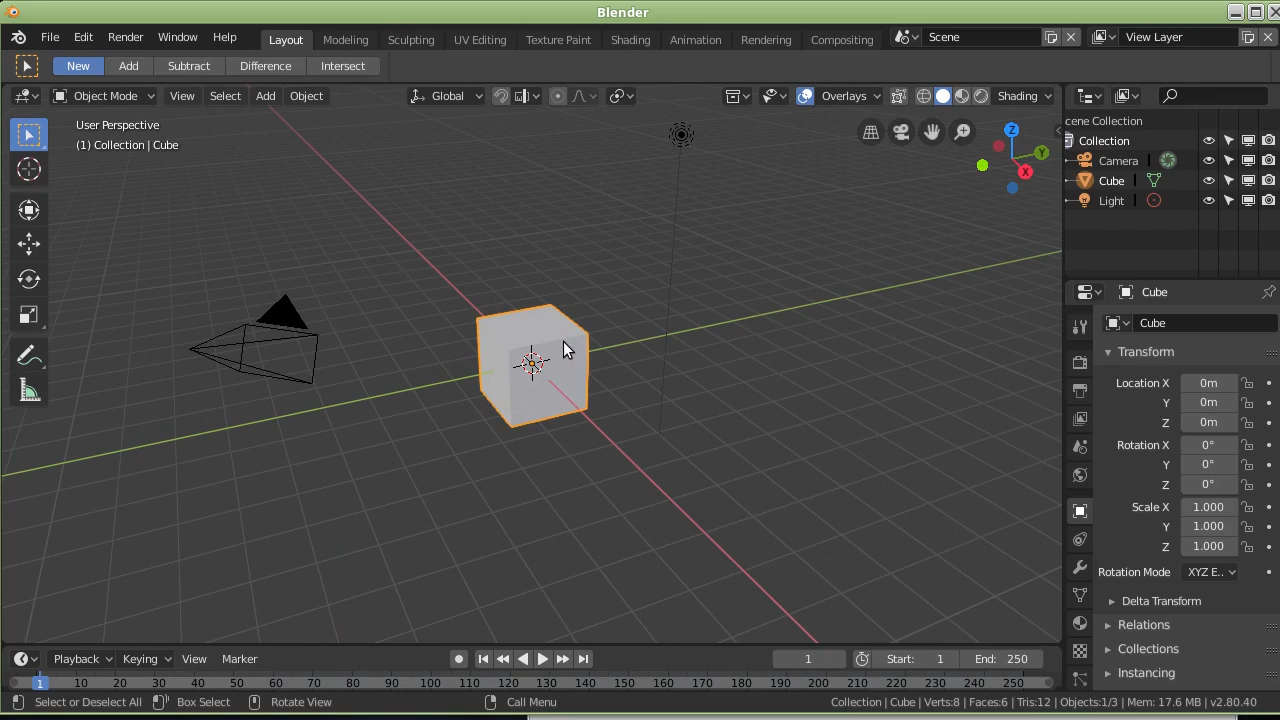 Blender
File Edit Render Window Help Layout Modeling Sculpting UV Editing Texture Paint Shading Animation Rendering Compositing Scene View Layer
New Add Subtract Difference Intersect
Object Mode View Select Add Object Global Overlays Shading
User Perspective
(1) Collection | Cube
Z
Y
X
cene Collection
Collection
Camera
Cube
Light
Cube
Cube
Transform
Location X 0m
Y 0m
Z 0m
Rotation X 0°
Y 0°
Z 0°
Scale X 1.000
Y 1.000
Z 1.000
Rotation Mode XYZ E..
Delta Transform
Relations
Collections
Instancing
Playback Keying View Marker 1 Start: 1 End: 250
1 10 20 30 40 50 60 70 80 90 100 110 120 130 140 150 160 170 180 190 200 210 220 230 240 250
Select or Deselect All Box Select Rotate View Call Menu Collection | Cube | Verts:8 | Faces:6 | Tris:12 | Objects:1/3 | Mem: 17.6 MB | v2.80.40